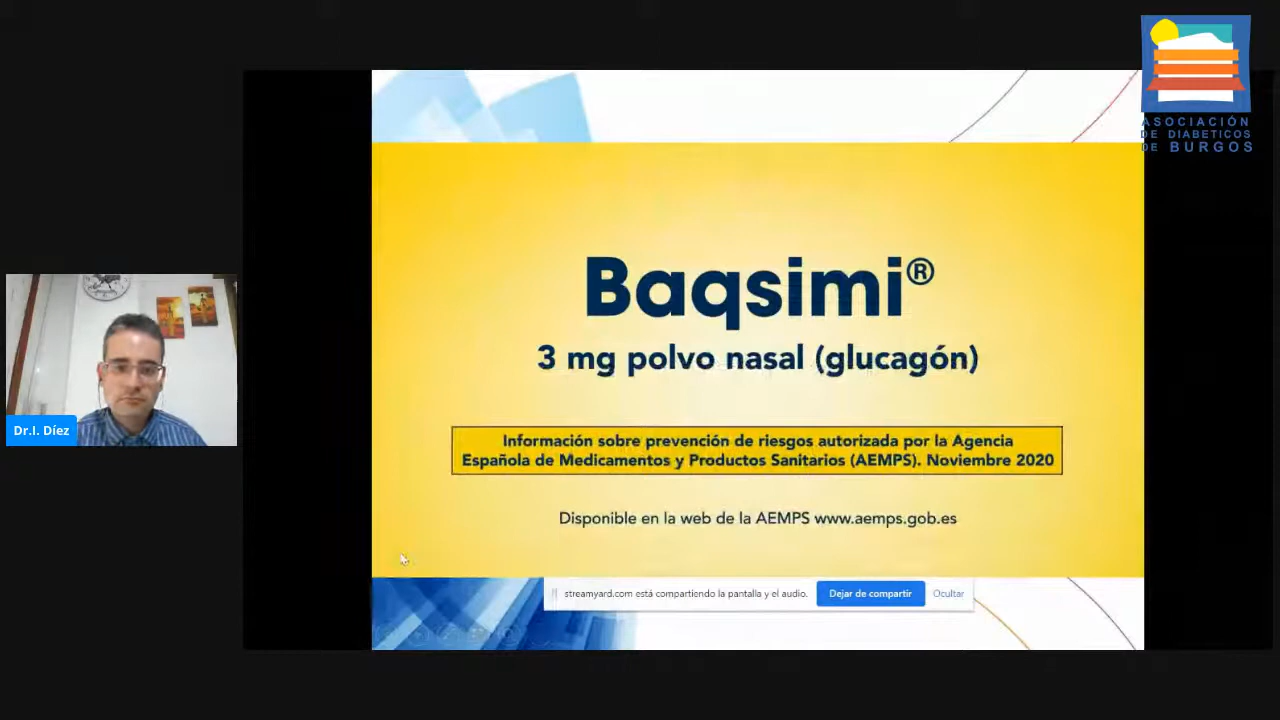 ASOCIACIÓN
DE DIABETICOS
DE BURGOS
Baqsimi®
3 mg polvo nasal (glucagón)
Información sobre prevención de riesgos autorizada por la Agencia
Española de Medicamentos y Productos Sanitarios (AEMPS). Noviembre 2020
Disponible en la web de la AEMPS www.aemps.gob.es
Dr.I. Díez
streamyard.com está compartiendo la pantalla y el audio. Dejar de compartir Ocultar